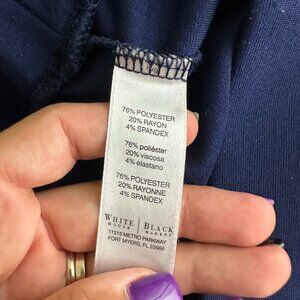 76% POLYESTER
20% RAYON
4% SPANDEX
76% poliéster
20% viscosa
4% elastano
76% POLYESTER
20% RAYONNE
4% SPANDEX
WHITE | BLACK
HOUSE | MARKET
11215 METRO PARKWAY
FORT MYERS, FL 33966